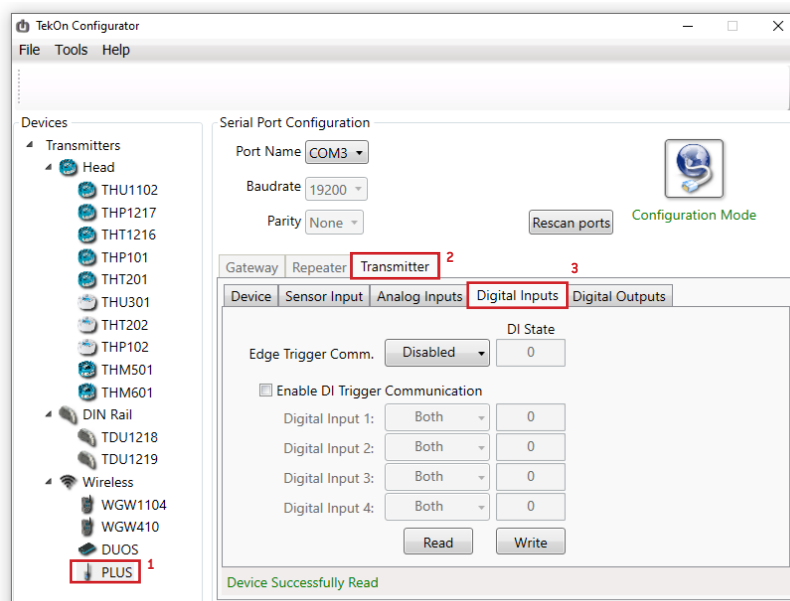 TekOn Configurator
File Tools Help
Devices
Transmitters
Head
THU1102
THP1217
THT1216
THP101
THT201
THU301
THT202
THP102
THM501
THM601
DIN Rail
TDU1218
TDU1219
Wireless
WGW1104
WGW410
DUOS
PLUS 1
Serial Port Configuration
Port Name COM3
Baudrate 19200
Parity None
Rescan ports
Configuration Mode
Gateway Repeater Transmitter 2
3
Device Sensor Input Analog Inputs Digital Inputs Digital Outputs
DI State
Edge Trigger Comm. Disabled 0
Enable DI Trigger Communication
Digital Input 1: Both 0
Digital Input 2: Both 0
Digital Input 3: Both 0
Digital Input 4: Both 0
Read Write
Device Successfully Read